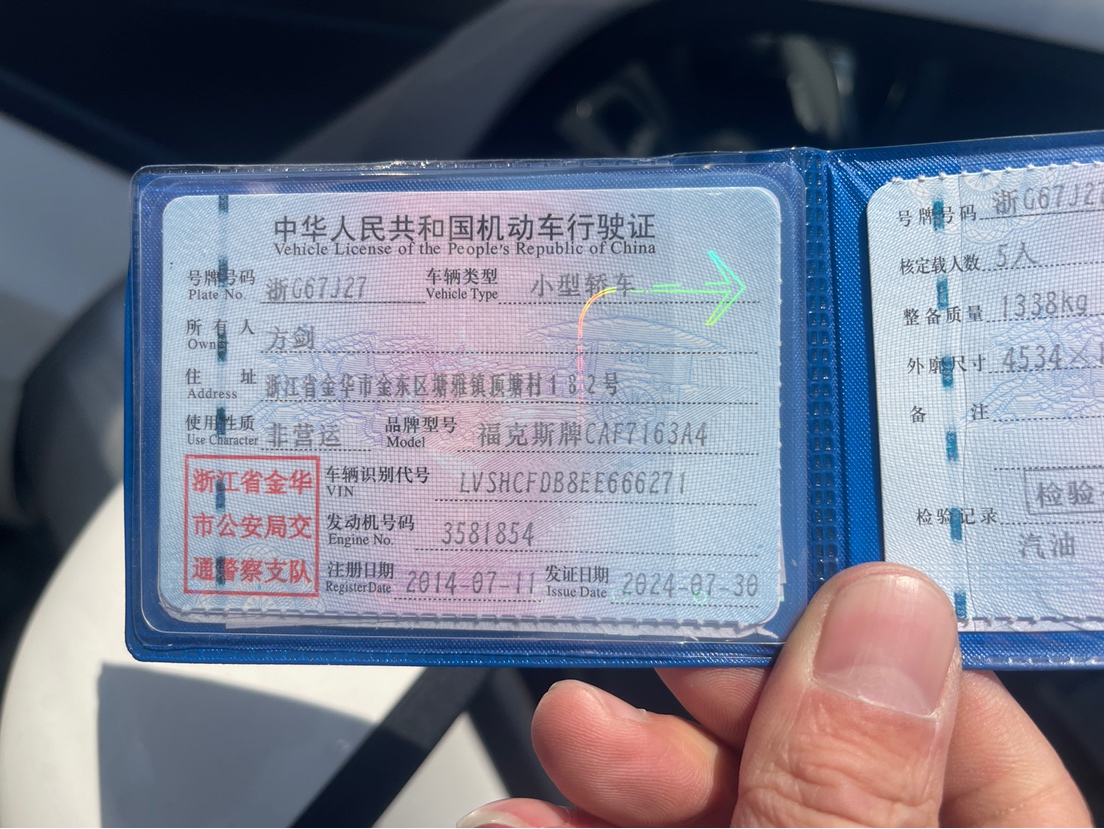 中华人民共和国机动车行驶证
Vehicle License of the People's Republic of China
号牌号码 浙G67J27 车辆类型 小型轿车
Plate No. Vehicle Type
所有人 方剑
Owner
住址 浙江省金华市金东区塘雅镇顶塘村182号
Address
使用性质 非营运 品牌型号 福克斯牌CAF7163A4
Use Character Model
浙江省金华
市公安局交
通警察支队
车辆识别代号 LVSHCFDB8EE666271
VIN
发动机号码 3581854
Engine No.
注册日期 2014-07-11 发证日期 2024-07-30
Register Date Issue Date
号牌号码 浙G67J27
核定载人数 5人
整备质量 1338kg
外廓尺寸 4534×
备注
检验记录 检验
汽油